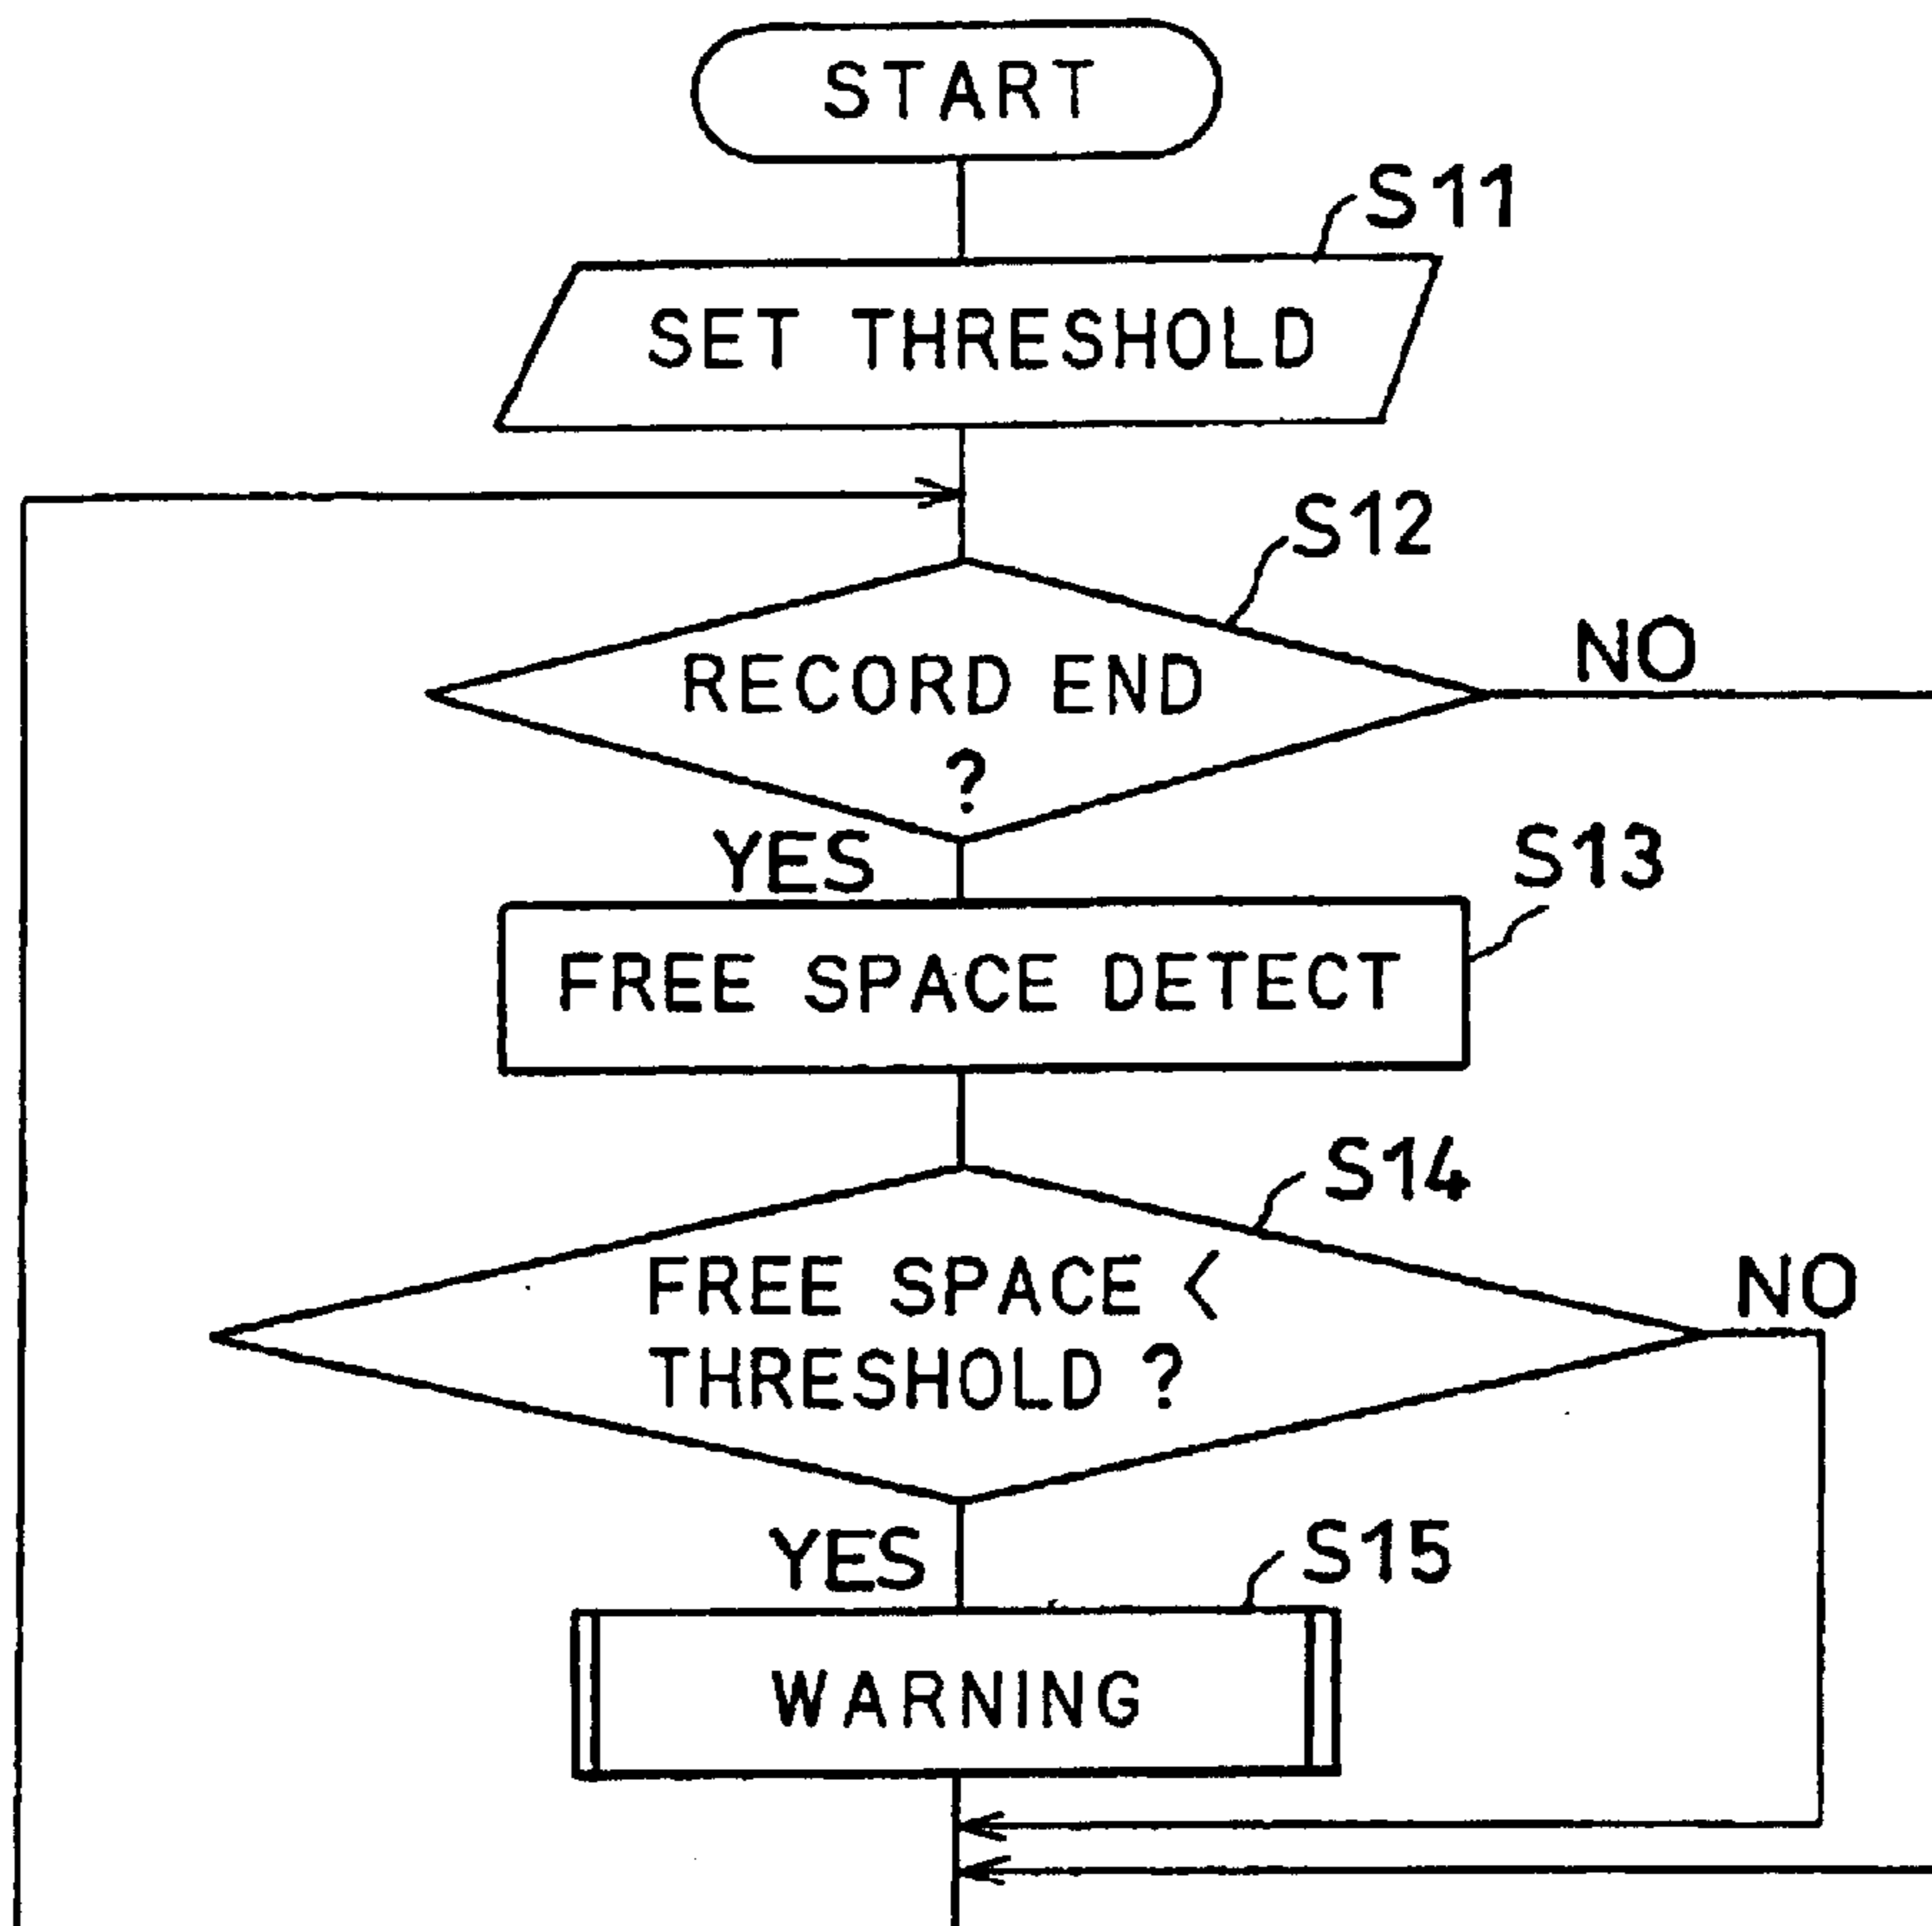 START
S11
SET THRESHOLD
S12
RECORD END
?
NO
YES
S13
FREE SPACE DETECT
S14
FREE SPACE <
THRESHOLD ?
NO
YES
S15
WARNING